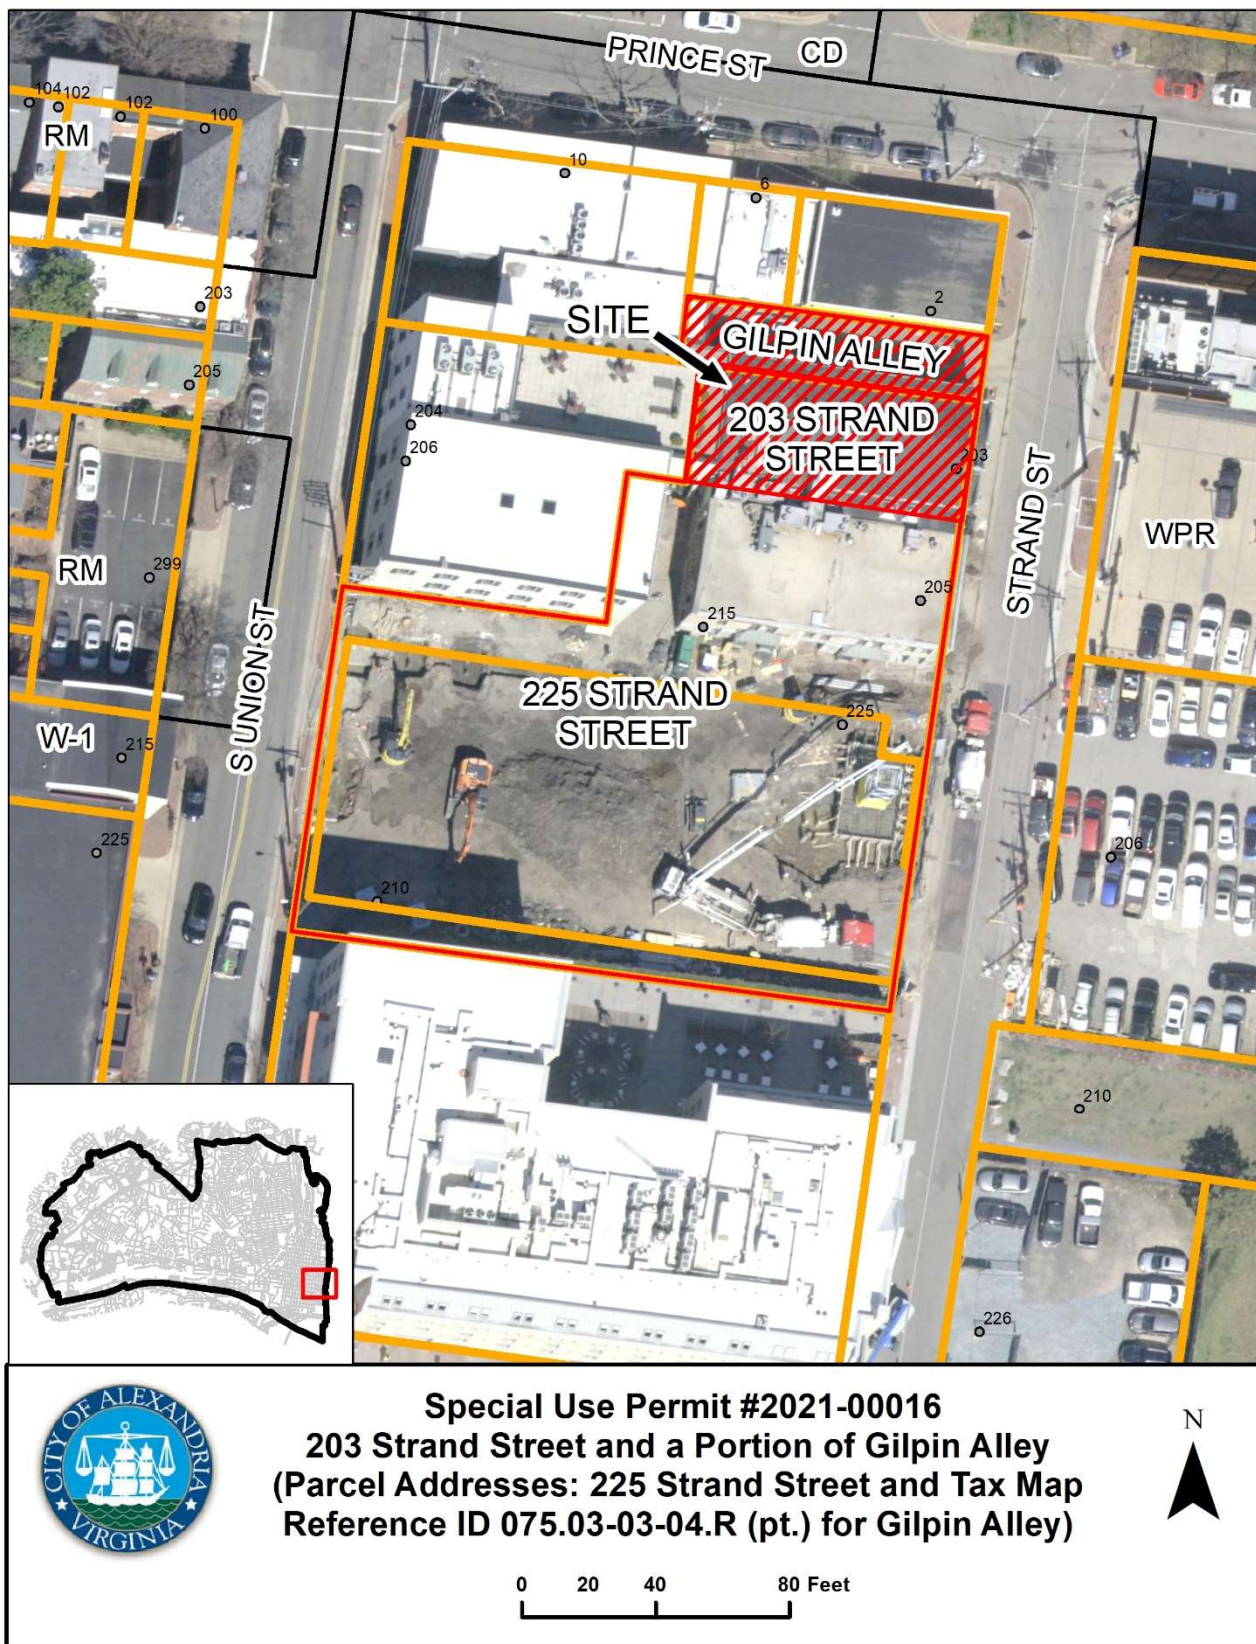 PRINCE ST
CD
104
102
102
100
RM
10
6
203
2
SITE
GILPIN ALLEY
205
203 STRAND
STREET
203
204
206
STRAND ST
WPR
RM
299
205
215
S UNION ST
225 STRAND
STREET
225
W-1
215
225
206
210
210
226
CITY OF ALEXANDRIA
VIRGINIA
Special Use Permit #2021-00016
203 Strand Street and a Portion of Gilpin Alley
(Parcel Addresses: 225 Strand Street and Tax Map
Reference ID 075.03-03-04.R (pt.) for Gilpin Alley)
N
0 20 40 80 Feet